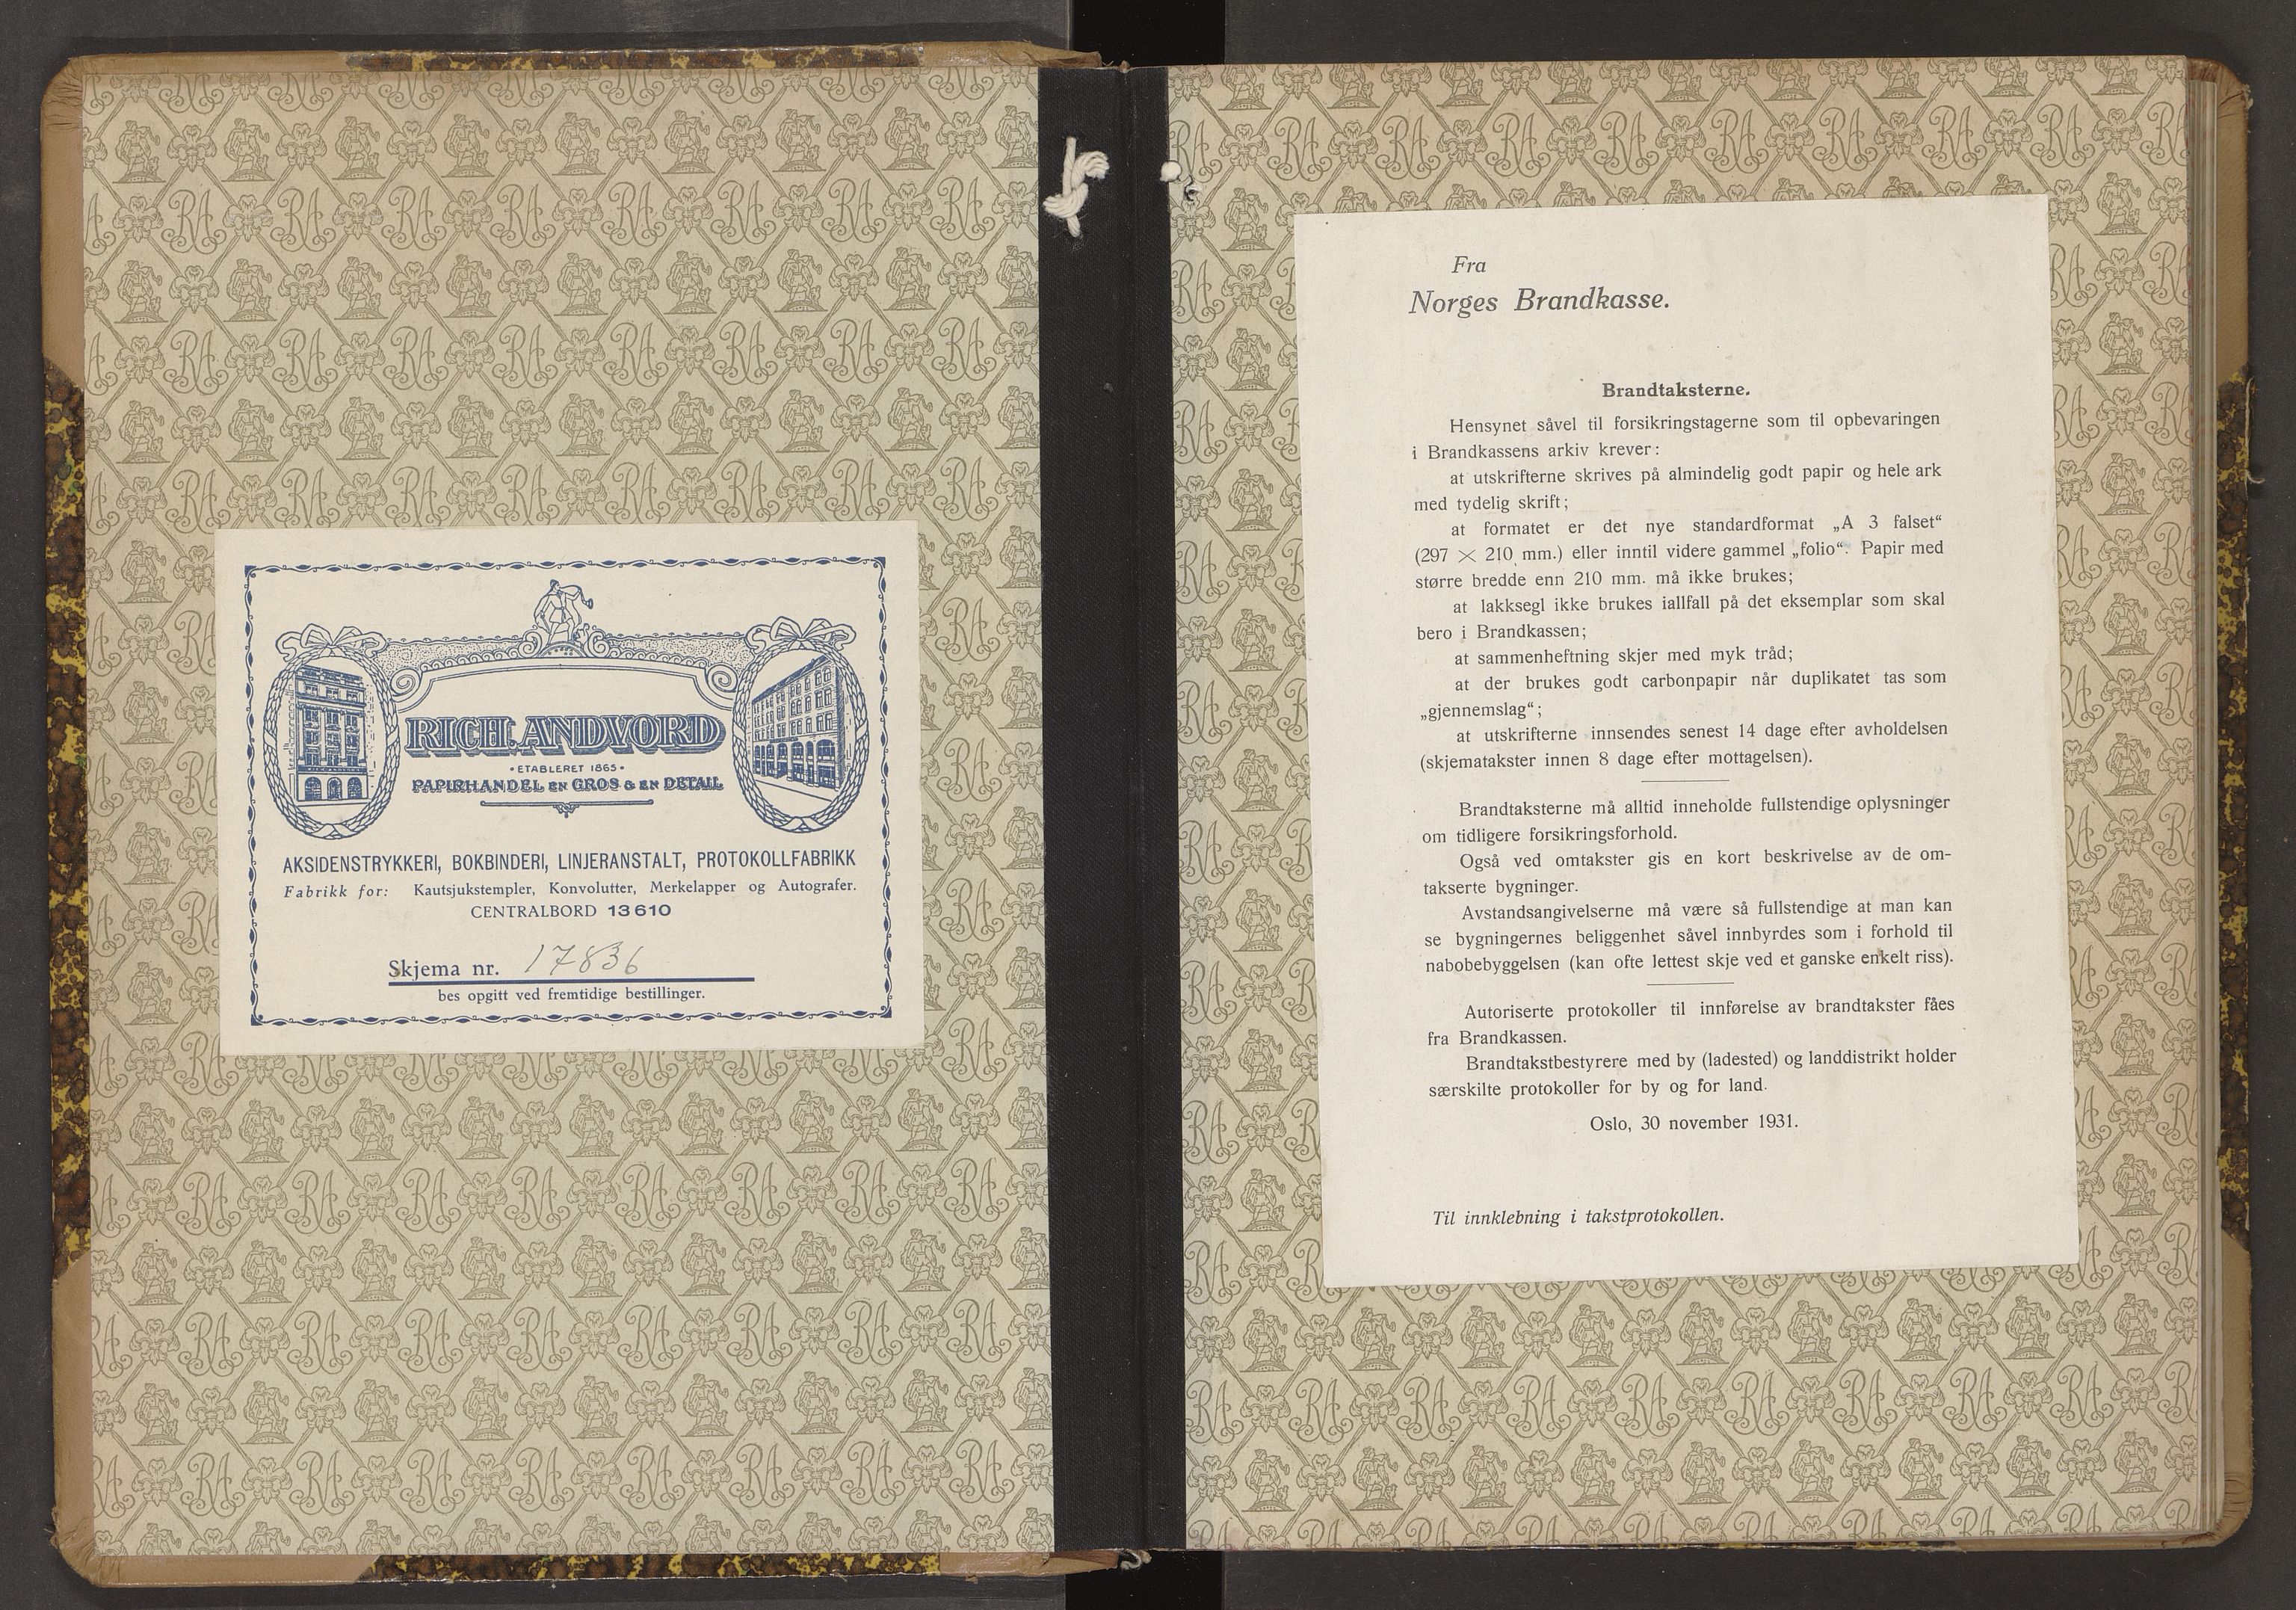 RICH. ANDVORD
• ETABLERET 1865 •
PAPIRHANDEL EN GROS & EN DETAIL
AKSIDENSTRYKKERI, BOKBINDERI, LINJERANSTALT, PROTOKOLLFABRIKK
Fabrikk for: Kautsjukstempler, Konvolutter, Merkelapper og Autografer.
CENTRALBORD 13610
Skjema nr. 17836
bes opgitt ved fremtidige bestillinger.
Fra
Norges Brandkasse.
Brandtaksterne.
Hensynet såvel til forsikringstagerne som til opbevaringen
i Brandkassens arkiv krever:
at utskrifterne skrives på almindelig godt papir og hele ark
med tydelig skrift;
at formatet er det nye standardformat „A 3 falset“
(297 × 210 mm.) eller inntil videre gammel „folio“. Papir med
større bredde enn 210 mm. må ikke brukes;
at lakksegl ikke brukes iallfall på det eksemplar som skal
bero i Brandkassen;
at sammenheftning skjer med myk tråd;
at der brukes godt carbonpapir når duplikatet tas som
„gjennemslag“;
at utskrifterne innsendes senest 14 dage efter avholdelsen
(skjematakster innen 8 dage efter mottagelsen).
Brandtaksterne må alltid inneholde fullstendige oplysninger
om tidligere forsikringsforhold.
Også ved omtakster gis en kort beskrivelse av de om-
takserte bygninger.
Avstandsangivelserne må være så fullstendige at man kan
se bygningernes beliggenhet såvel innbyrdes som i forhold til
nabobebyggelsen (kan ofte lettest skje ved et ganske enkelt riss).
Autoriserte protokoller til innførelse av brandtakster fåes
fra Brandkassen.
Brandtakstbestyrere med by (ladested) og landdistrikt holder
særskilte protokoller for by og for land.
Oslo, 30 november 1931.
Til innklebning i takstprotokollen.